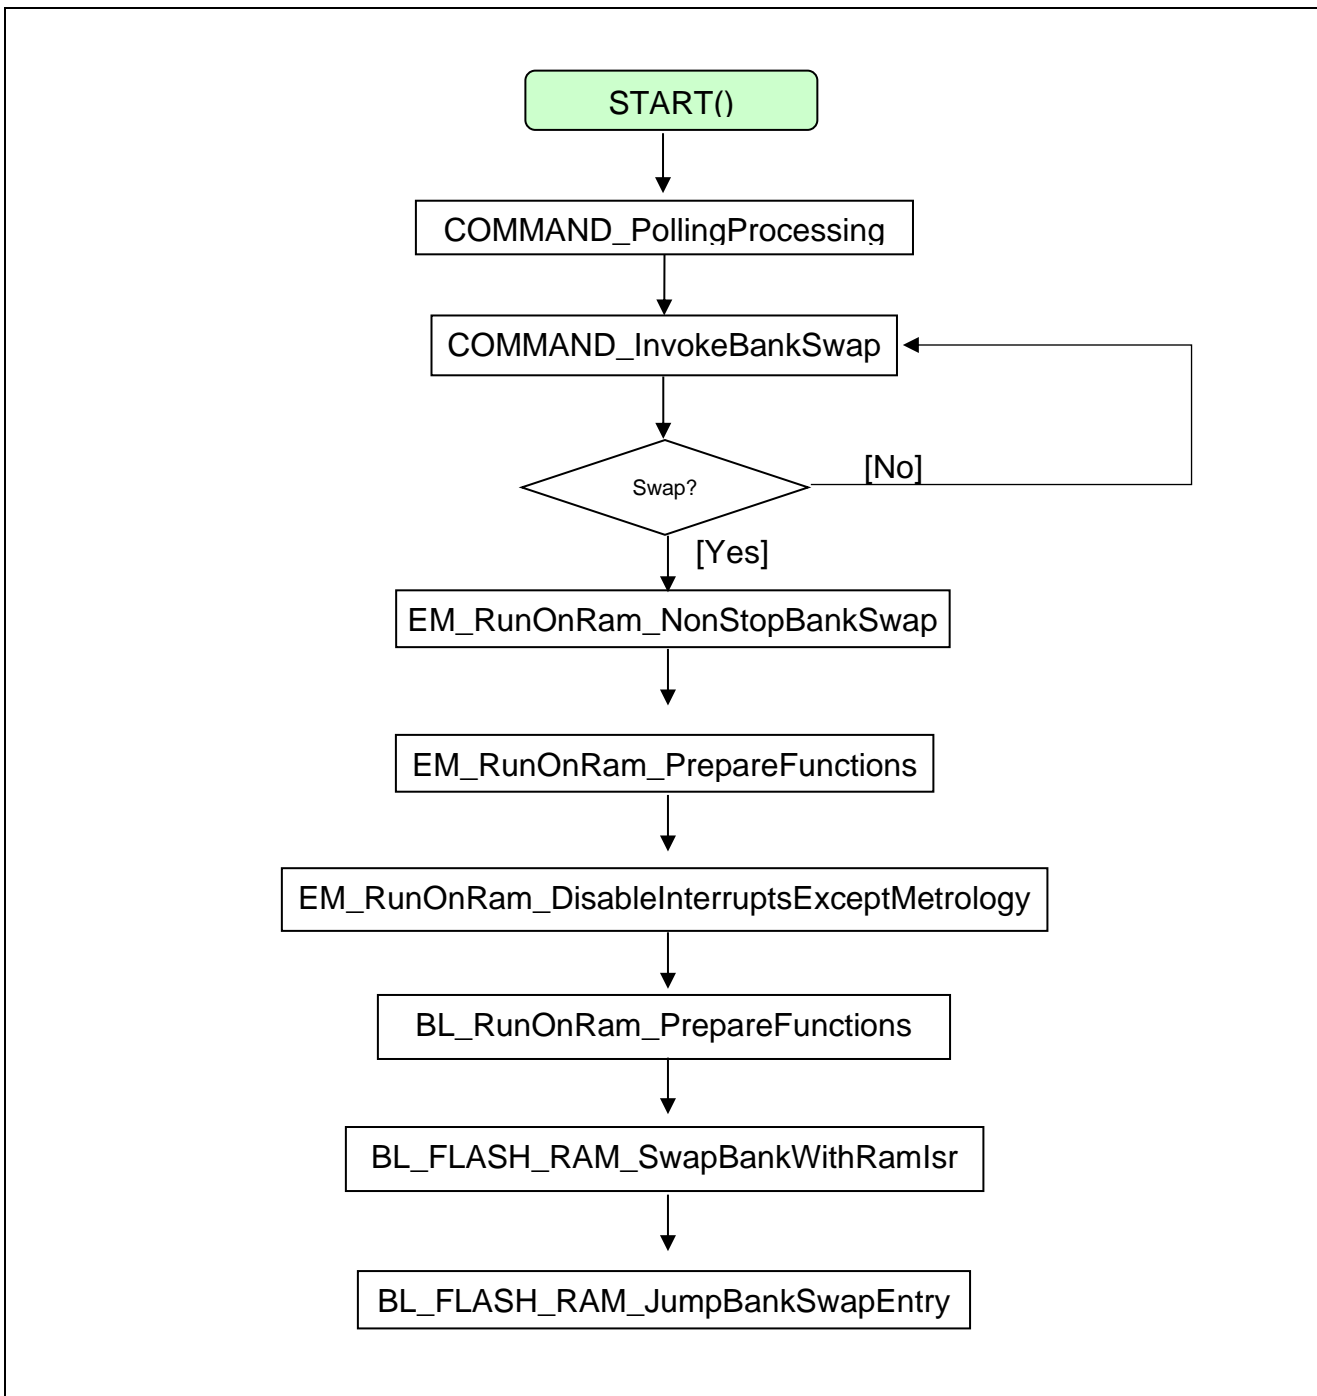 START()
COMMAND_PollingProcessing
COMMAND_InvokeBankSwap
Swap?
[No]
[Yes]
EM_RunOnRam_NonStopBankSwap
EM_RunOnRam_PrepareFunctions
EM_RunOnRam_DisableInterruptsExceptMetrology
BL_RunOnRam_PrepareFunctions
BL_FLASH_RAM_SwapBankWithRamIsr
BL_FLASH_RAM_JumpBankSwapEntry